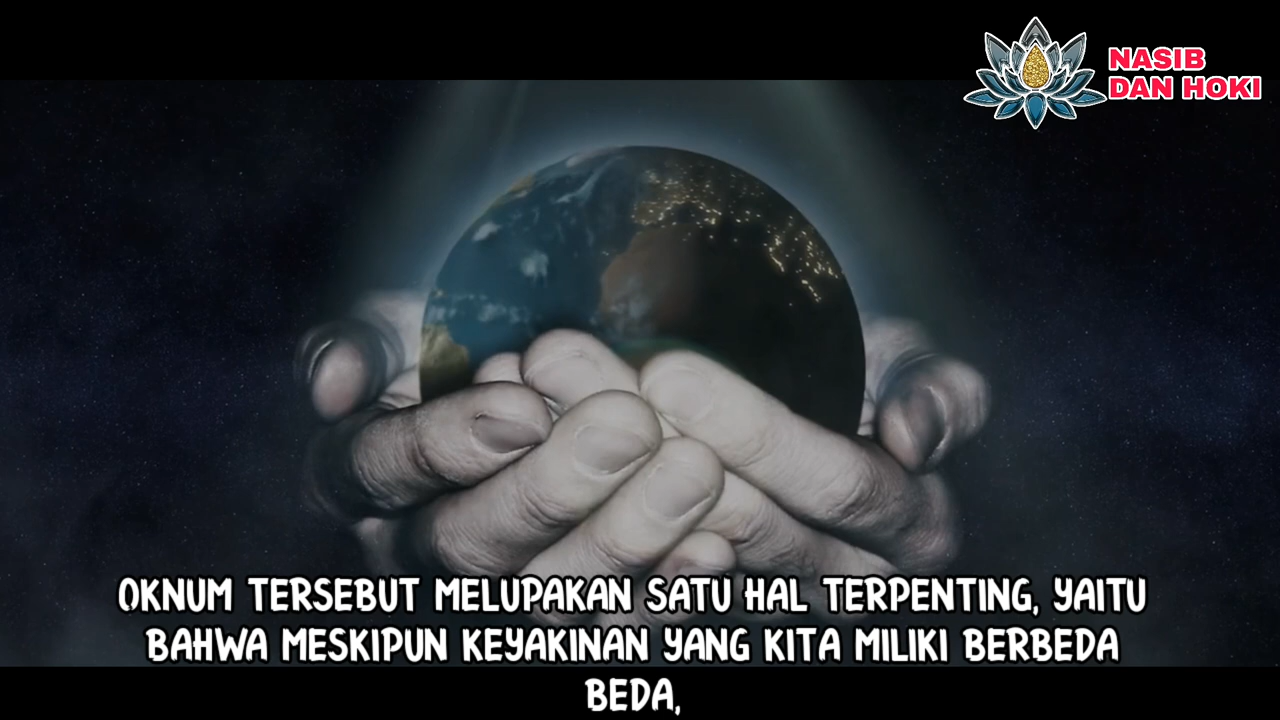 NASIB
DAN HOKI
OKNUM TERSEBUT MELUPAKAN SATU HAL TERPENTING, YAITU
BAHWA MESKIPUN KEYAKINAN YANG KITA MILIKI BERBEDA
BEDA,